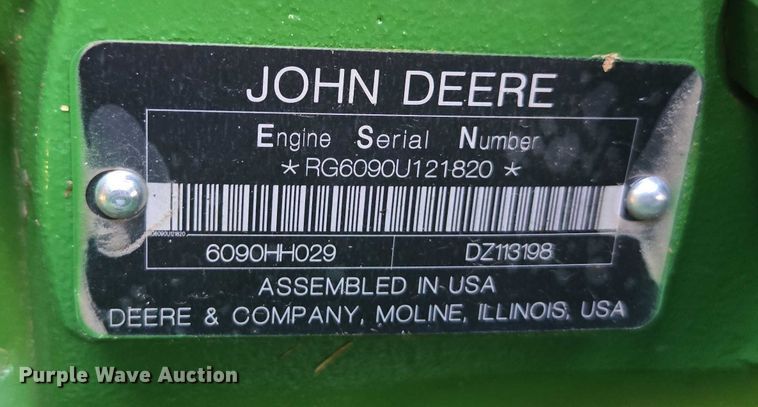 JOHN DEERE
Engine Serial Number
*RG6090U121820*
RG6090U121820
6090HH029 DZ113198
ASSEMBLED IN USA
DEERE & COMPANY, MOLINE, ILLINOIS, USA
Purple Wave Auction